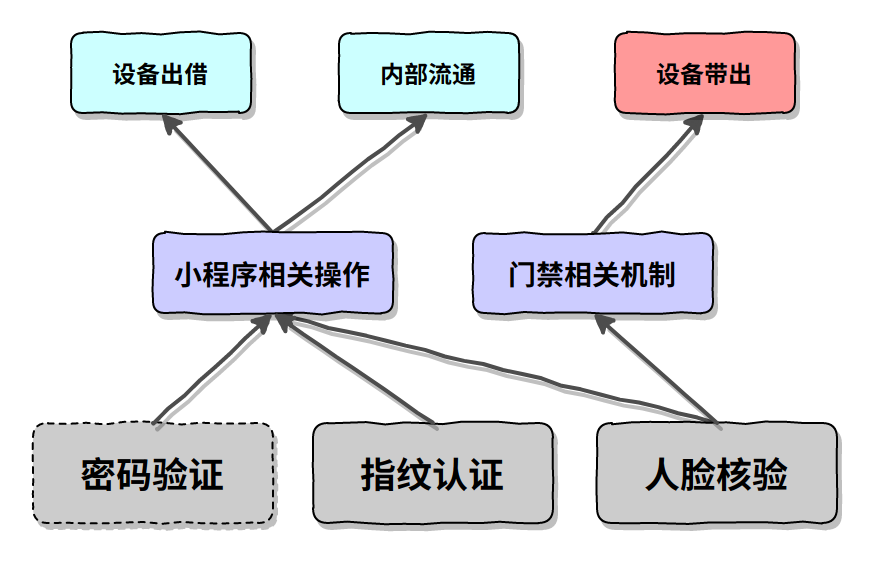 设备出借
内部流通
设备带出
小程序相关操作
门禁相关机制
密码验证
指纹认证
人脸核验